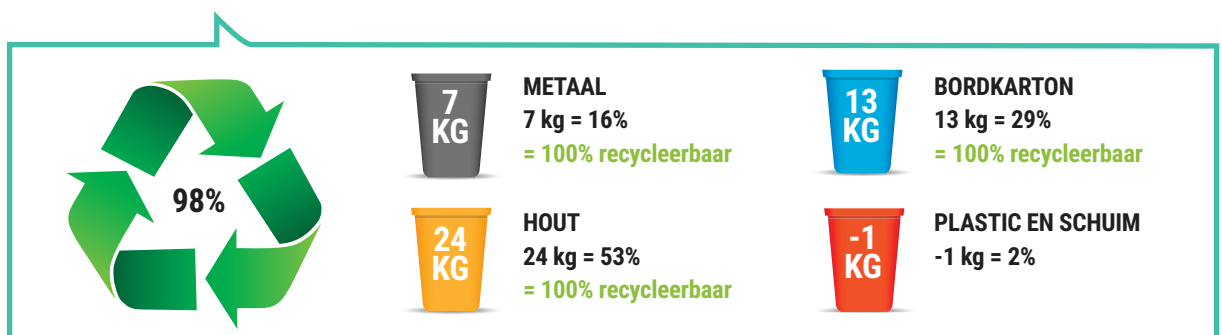 98%
7
KG
METAAL
7 kg = 16%
= 100% recycleerbaar
13
KG
BORDKARTON
13 kg = 29%
= 100% recycleerbaar
24
KG
HOUT
24 kg = 53%
= 100% recycleerbaar
-1
KG
PLASTIC EN SCHUIM
-1 kg = 2%